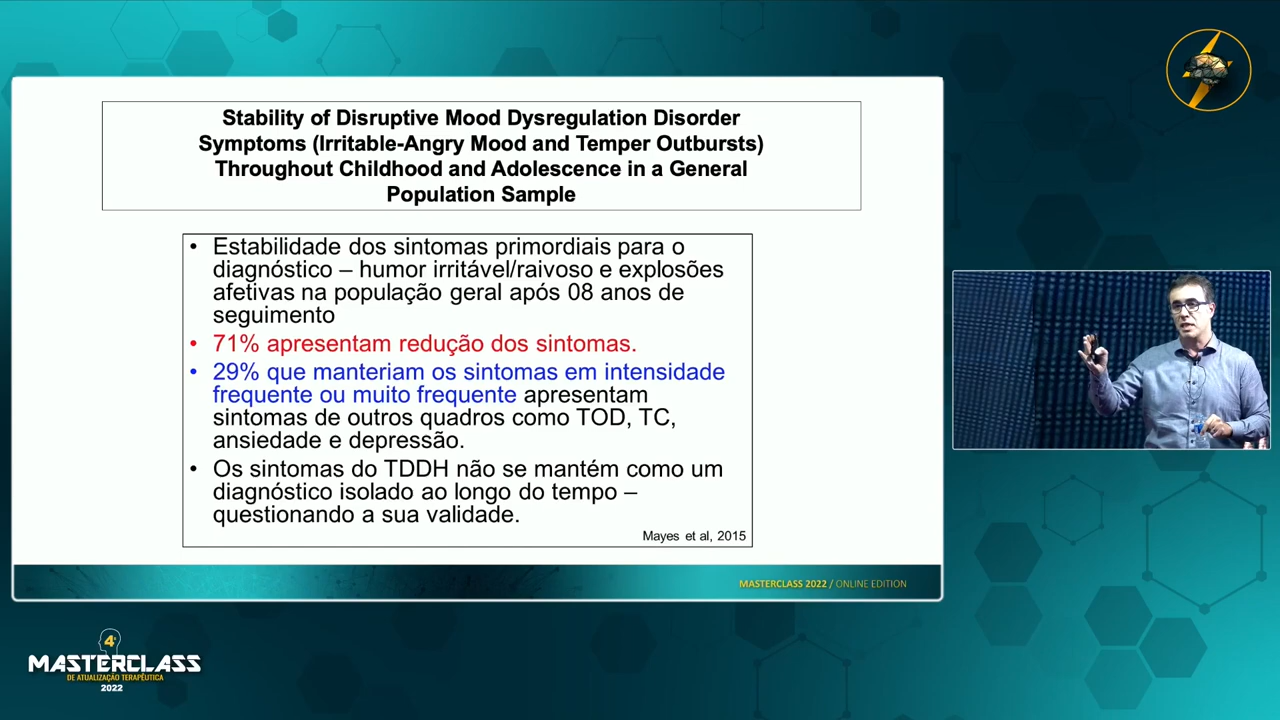 Stability of Disruptive Mood Dysregulation Disorder
Symptoms (Irritable-Angry Mood and Temper Outbursts)
Throughout Childhood and Adolescence in a General
Population Sample
• Estabilidade dos sintomas primordiais para o
diagnóstico – humor irritável/raivoso e explosões
afetivas na população geral após 08 anos de
seguimento
• 71% apresentam redução dos sintomas.
• 29% que manteriam os sintomas em intensidade
frequente ou muito frequente apresentam
sintomas de outros quadros como TOD, TC,
ansiedade e depressão.
• Os sintomas do TDDH não se mantém como um
diagnóstico isolado ao longo do tempo –
questionando a sua validade.
Mayes et al, 2015
MASTERCLASS 2022 / ONLINE EDITION
4ª
MASTERCLASS
DE ATUALIZAÇÃO TERAPÊUTICA
2022